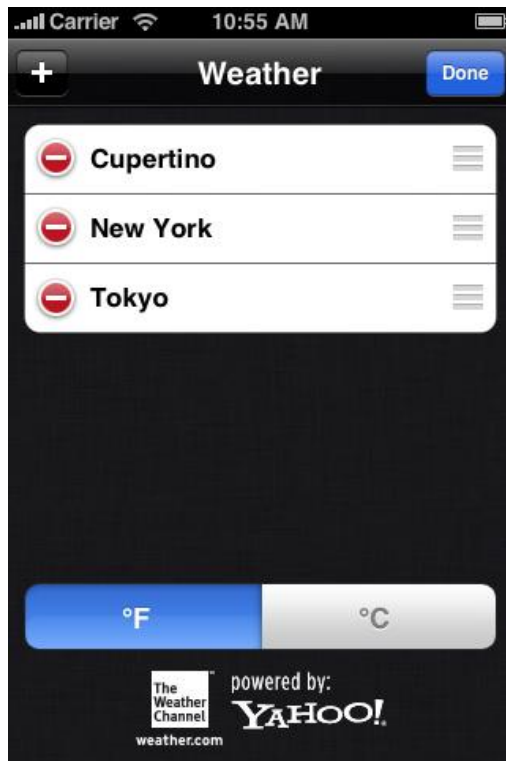 Carrier 10:55 AM
+ Weather Done
Cupertino
New York
Tokyo
°F °C
The
Weather
Channel
weather.com
powered by:
YAHOO!